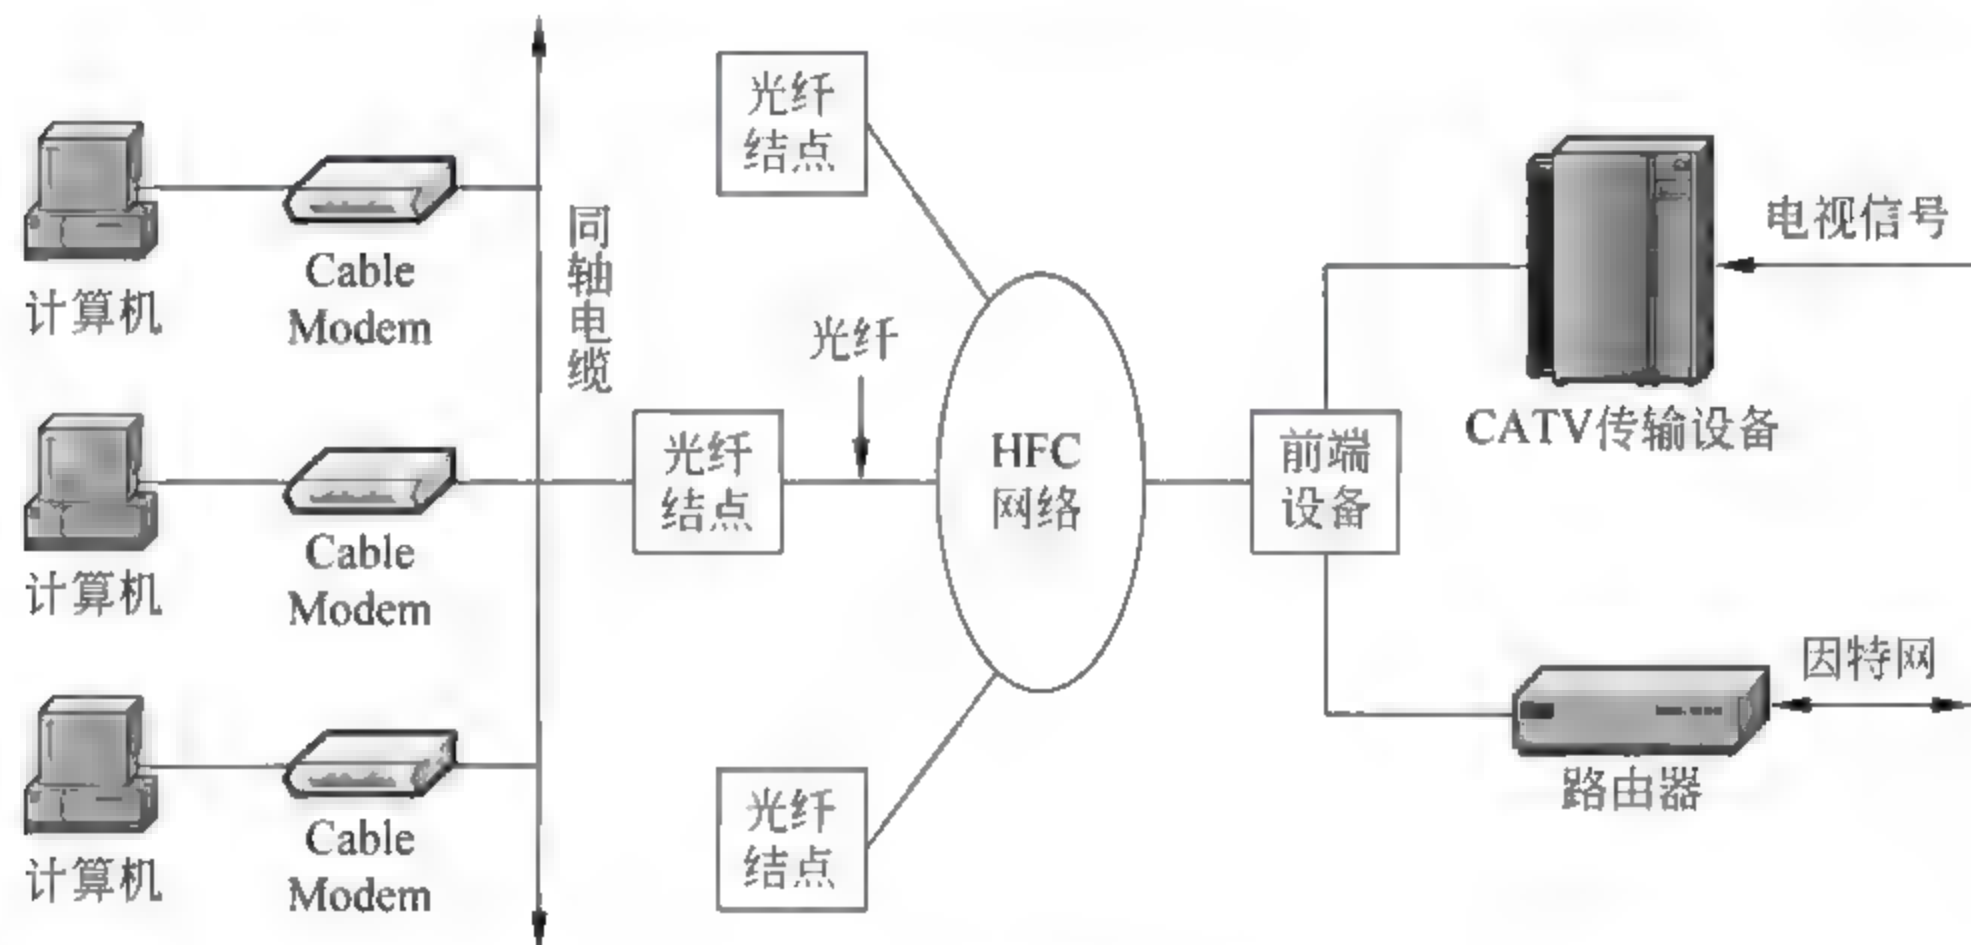 计算机
Cable
Modem
计算机
Cable
Modem
计算机
Cable
Modem
同轴电缆
光纤
结点
光纤
结点
光纤
结点
光纤
HFC
网络
前端
设备
CATV传输设备
电视信号
因特网
路由器